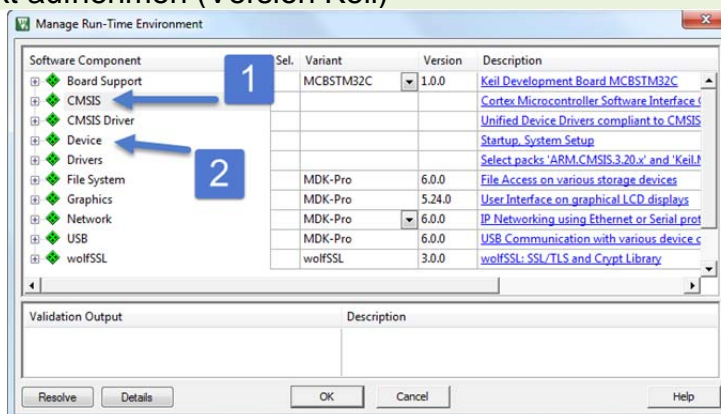 aufnehmen (Version Keil)
Manage Run-Time Environment
Software Component Sel. Variant Version Description
Board Support MCBSTM32C 1.0.0 Keil Development Board MCBSTM32C
1
CMSIS Cortex Microcontroller Software Interface
CMSIS Driver Unified Device Drivers compliant to CMSIS
Device Startup, System Setup
2
Drivers Select packs 'ARM.CMSIS.3.20.x' and 'Keil.
File System MDK-Pro 6.0.0 File Access on various storage devices
Graphics MDK-Pro 5.24.0 User Interface on graphical LCD displays
Network MDK-Pro 6.0.0 IP Networking using Ethernet or Serial prot
USB MDK-Pro 6.0.0 USB Communication with various device c
wolfSSL wolfSSL 3.0.0 wolfSSL: SSL/TLS and Crypt Library
Validation Output Description
Resolve Details OK Cancel Help